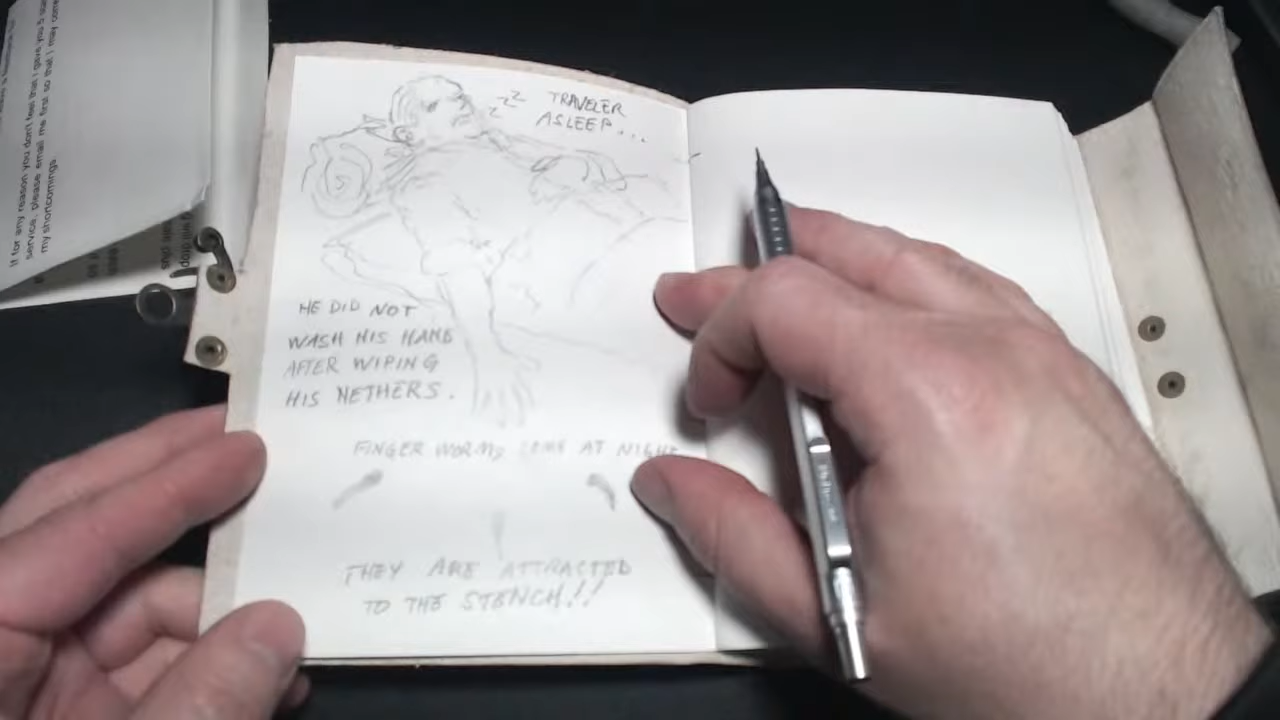 If for any reason you don't feel that I gave you 5 star
service, please email me first so that I may
my shortcomings.
Z Z Z
TRAVELER
ASLEEP...
HE DID NOT
WASH HIS HAND
AFTER WIPING
HIS NETHERS.
FINGER WORMS COME AT NIGHT
THEY ARE ATTRACTED
TO THE STENCH!!